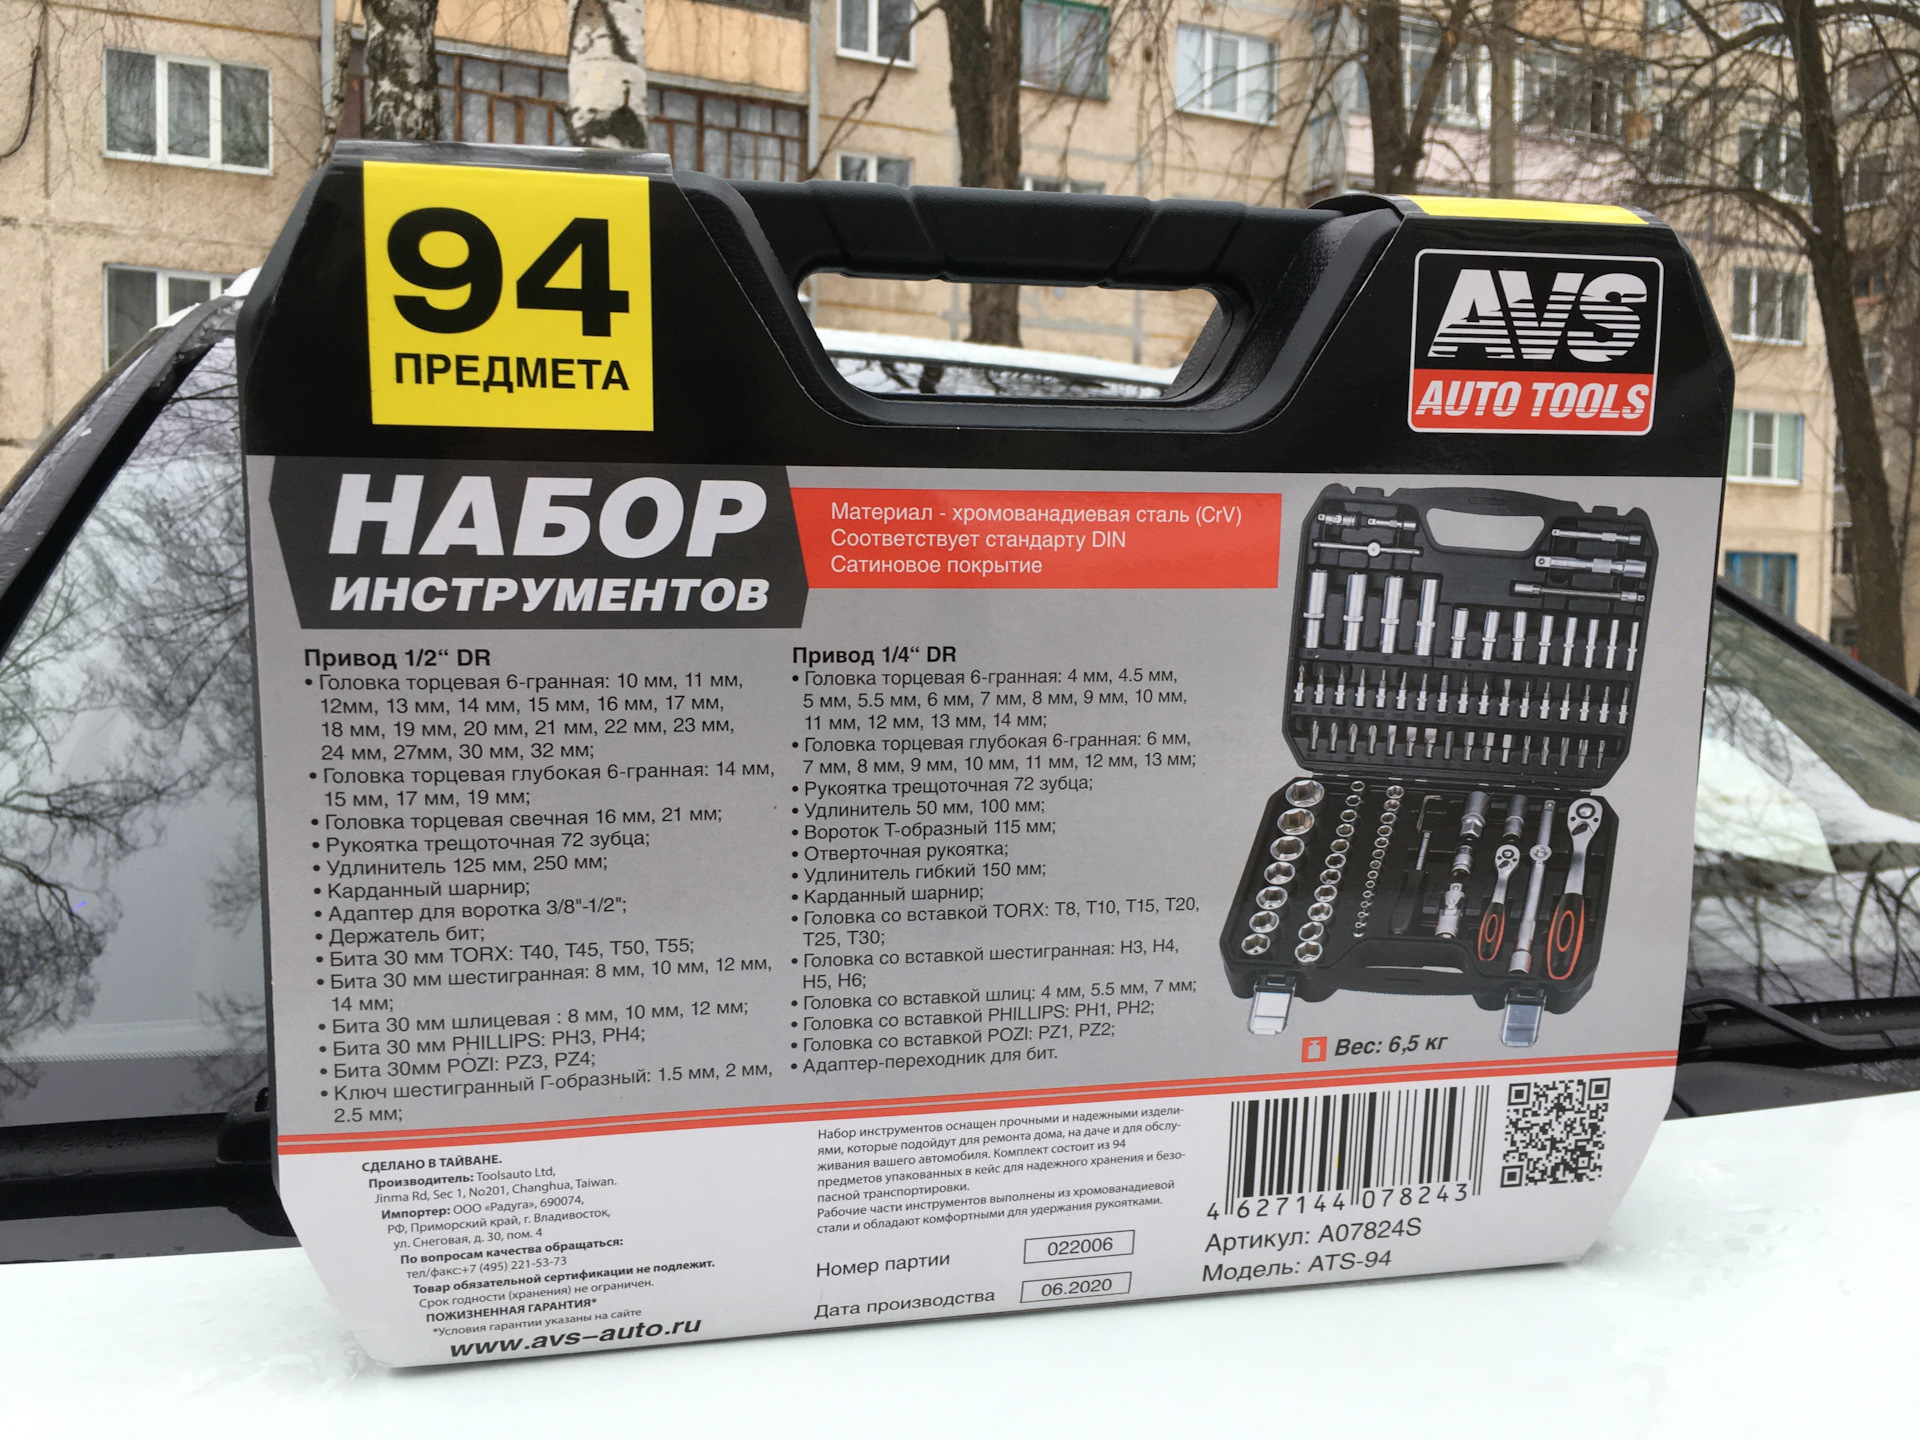 94
ПРЕДМЕТА
AVS
AUTO TOOLS
НАБОР
ИНСТРУМЕНТОВ
Материал - хромованадиевая сталь (CrV)
Соответствует стандарту DIN
Сатиновое покрытие
Привод 1/2“ DR
• Головка торцевая 6-гранная: 10 мм, 11 мм,
12мм, 13 мм, 14 мм, 15 мм, 16 мм, 17 мм,
18 мм, 19 мм, 20 мм, 21 мм, 22 мм, 23 мм,
24 мм, 27мм, 30 мм, 32 мм;
• Головка торцевая глубокая 6-гранная: 14 мм,
15 мм, 17 мм, 19 мм;
• Головка торцевая свечная 16 мм, 21 мм;
• Рукоятка трещоточная 72 зубца;
• Удлинитель 125 мм, 250 мм;
• Карданный шарнир;
• Адаптер для воротка 3/8"-1/2";
• Держатель бит;
• Бита 30 мм TORX: T40, T45, T50, T55;
• Бита 30 мм шестигранная: 8 мм, 10 мм, 12 мм,
14 мм;
• Бита 30 мм шлицевая : 8 мм, 10 мм, 12 мм;
• Бита 30 мм PHILLIPS: PH3, PH4;
• Бита 30мм POZI: PZ3, PZ4;
• Ключ шестигранный Г-образный: 1.5 мм, 2 мм,
2.5 мм;
Привод 1/4“ DR
• Головка торцевая 6-гранная: 4 мм, 4.5 мм,
5 мм, 5.5 мм, 6 мм, 7 мм, 8 мм, 9 мм, 10 мм,
11 мм, 12 мм, 13 мм, 14 мм;
• Головка торцевая глубокая 6-гранная: 6 мм,
7 мм, 8 мм, 9 мм, 10 мм, 11 мм, 12 мм, 13 мм;
• Рукоятка трещоточная 72 зубца;
• Удлинитель 50 мм, 100 мм;
• Вороток Т-образный 115 мм;
• Отверточная рукоятка;
• Удлинитель гибкий 150 мм;
• Карданный шарнир;
• Головка со вставкой TORX: T8, T10, T15, T20,
T25, T30;
• Головка со вставкой шестигранная: H3, H4,
H5, H6;
• Головка со вставкой шлиц: 4 мм, 5.5 мм, 7 мм;
• Головка со вставкой PHILLIPS: PH1, PH2;
• Головка со вставкой POZI: PZ1, PZ2;
• Адаптер-переходник для бит.
Вес: 6,5 кг
СДЕЛАНО В ТАЙВАНЕ.
Производитель: Toolsauto Ltd,
Jinma Rd, Sec 1, No201, Changhua, Taiwan.
Импортер: ООО «Радуга», 690074,
РФ, Приморский край, г. Владивосток,
ул. Снеговая, д. 30, пом. 4
По вопросам качества обращаться:
тел/факс:+7 (495) 221-53-73
Товар обязательной сертификации не подлежит.
Срок годности (хранения) не ограничен.
ПОЖИЗНЕННАЯ ГАРАНТИЯ*
*Условия гарантии указаны на сайте
www.avs-auto.ru
Набор инструментов оснащен прочными и надежными издели-
ями, которые подойдут для ремонта дома, на даче и для обслу-
живания вашего автомобиля. Комплект состоит из 94
предметов упакованных в кейс для надежного хранения и безо-
пасной транспортировки.
Рабочие части инструментов выполнены из хромованадиевой
стали и обладают комфортными для удержания рукоятками.
Номер партии 022006
Дата производства 06.2020
4 627144 078243
Артикул: A07824S
Модель: ATS-94